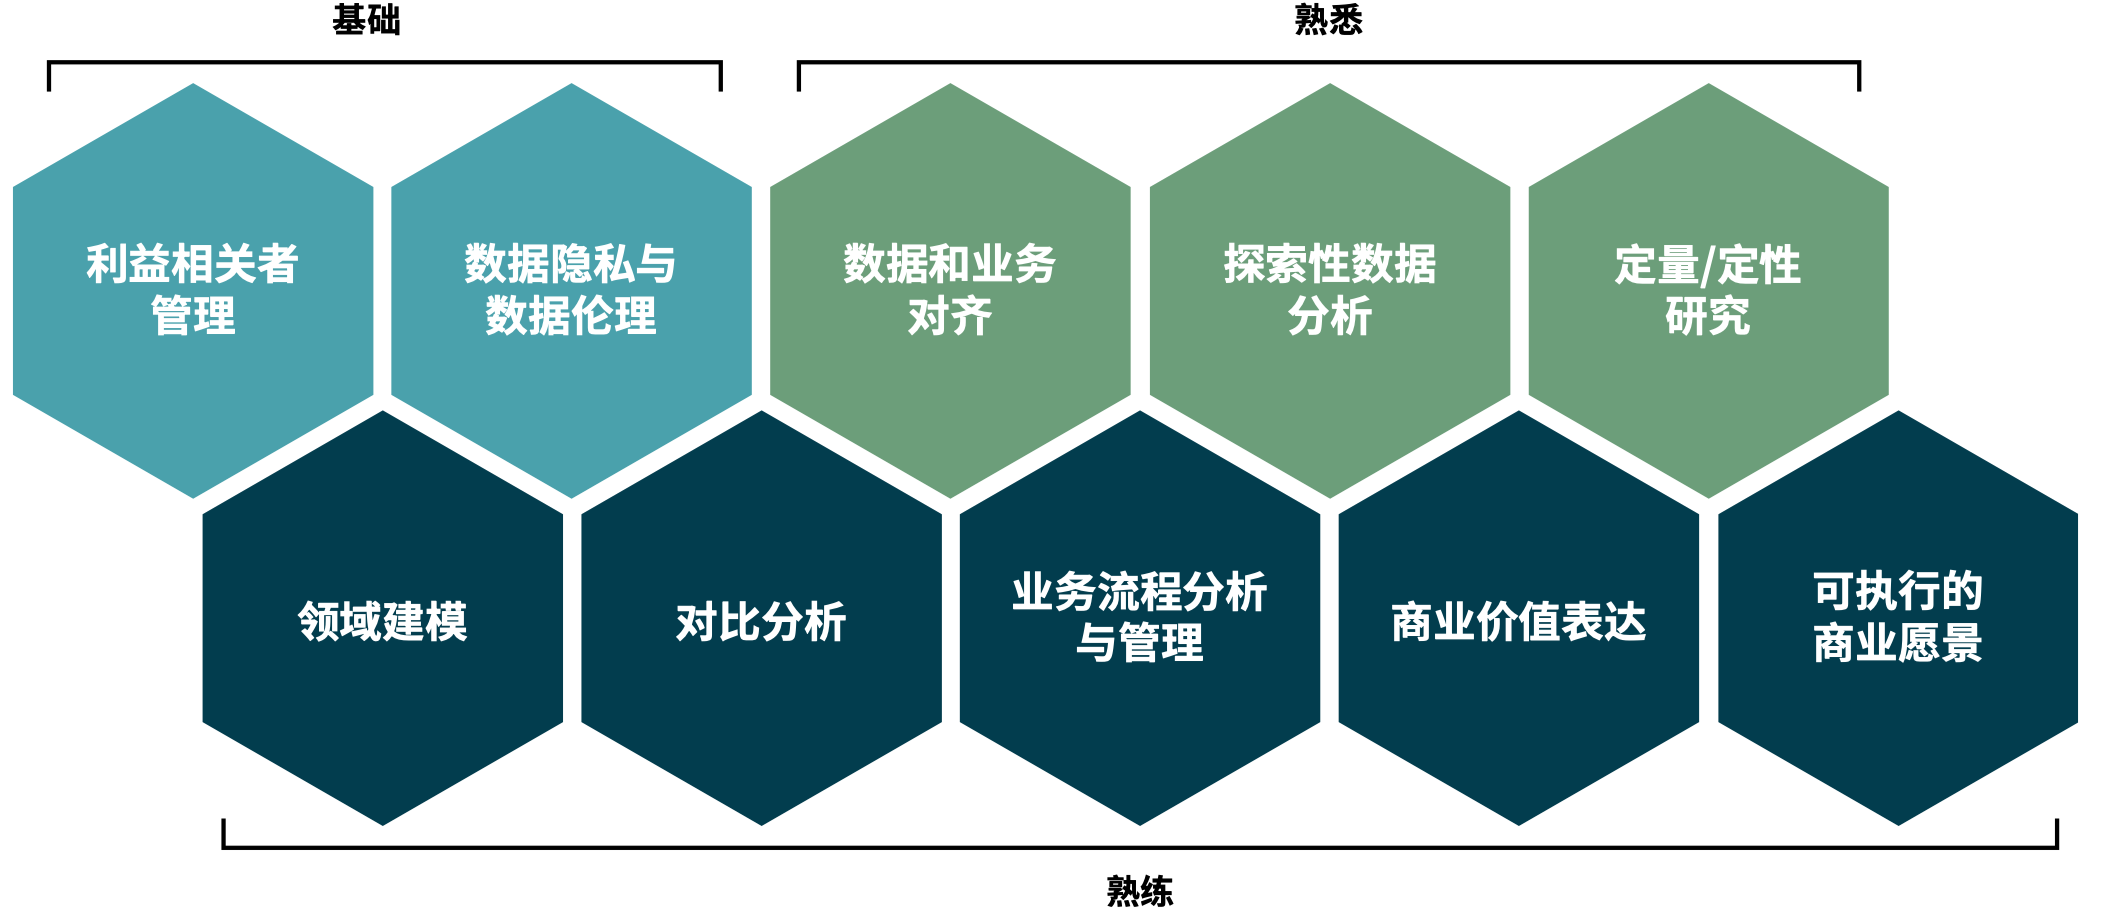 基础
熟悉
利益相关者
管理
数据隐私与
数据伦理
数据和业务
对齐
探索性数据
分析
定量/定性
研究
领域建模
对比分析
业务流程分析
与管理
商业价值表达
可执行的
商业愿景
熟练